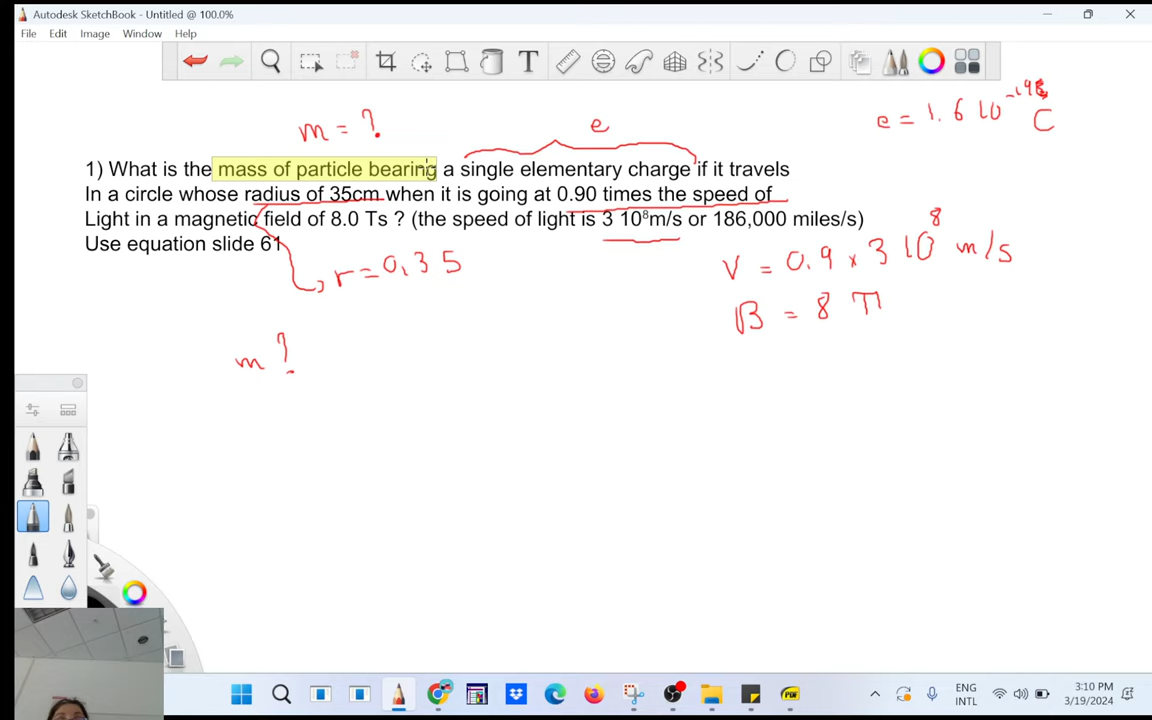 Autodesk SketchBook - Untitled @ 100.0%
File Edit Image Window Help
e = 1.6 10⁻¹⁹ C
m = ?
e
1) What is the mass of particle bearing a single elementary charge if it travels
In a circle whose radius of 35cm when it is going at 0.90 times the speed of
Light in a magnetic field of 8.0 Ts ? (the speed of light is 3 10⁸m/s or 186,000 miles/s)
Use equation slide 61
r = 0,35
V = 0.9 × 3 10⁸ m/s
B = 8
m ?
ENG
INTL
3:10 PM
3/19/2024
PDF